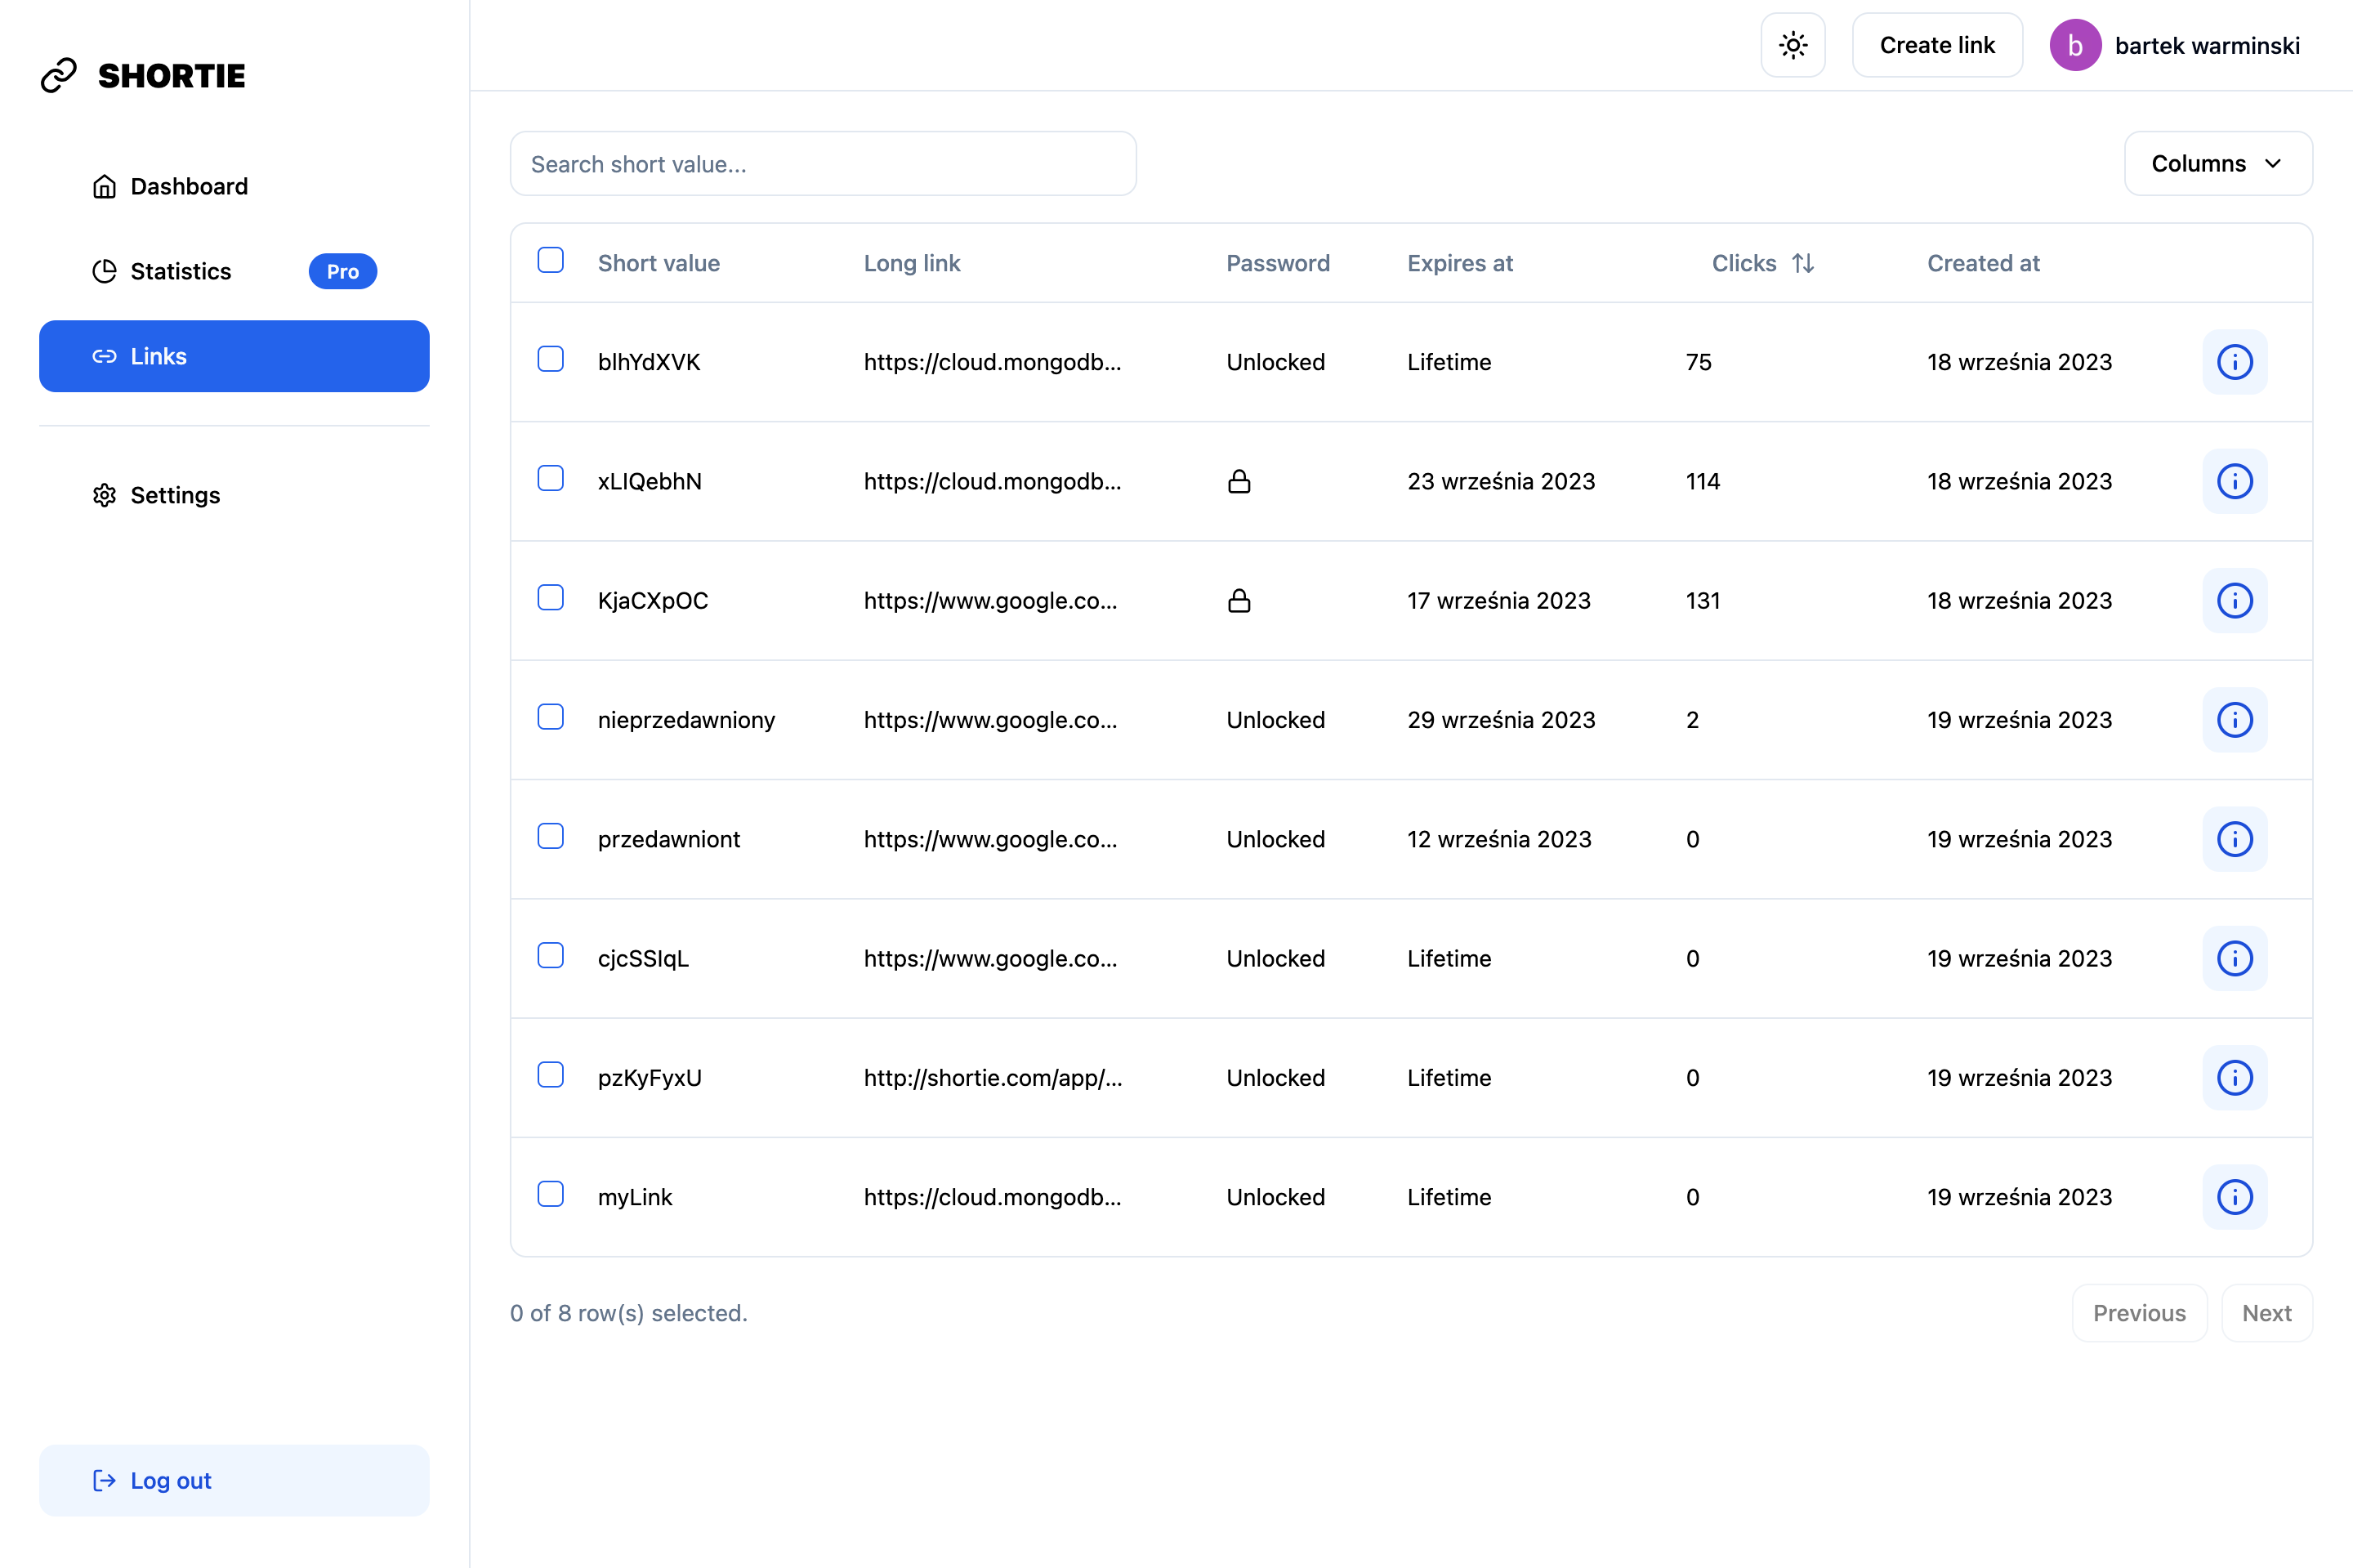 SHORTIE
Dashboard
Statistics Pro
Links
Settings
Log out
Create link b bartek warminski
Search short value... Columns
Short value Long link Password Expires at Clicks Created at
blhYdXVK https://cloud.mongodb... Unlocked Lifetime 75 18 września 2023
xLIQebhN https://cloud.mongodb... 23 września 2023 114 18 września 2023
KjaCXpOC https://www.google.co... 17 września 2023 131 18 września 2023
nieprzedawniony https://www.google.co... Unlocked 29 września 2023 2 19 września 2023
przedawniont https://www.google.co... Unlocked 12 września 2023 0 19 września 2023
cjcSSIqL https://www.google.co... Unlocked Lifetime 0 19 września 2023
pzKyFyxU http://shortie.com/app/... Unlocked Lifetime 0 19 września 2023
myLink https://cloud.mongodb... Unlocked Lifetime 0 19 września 2023
0 of 8 row(s) selected. Previous Next